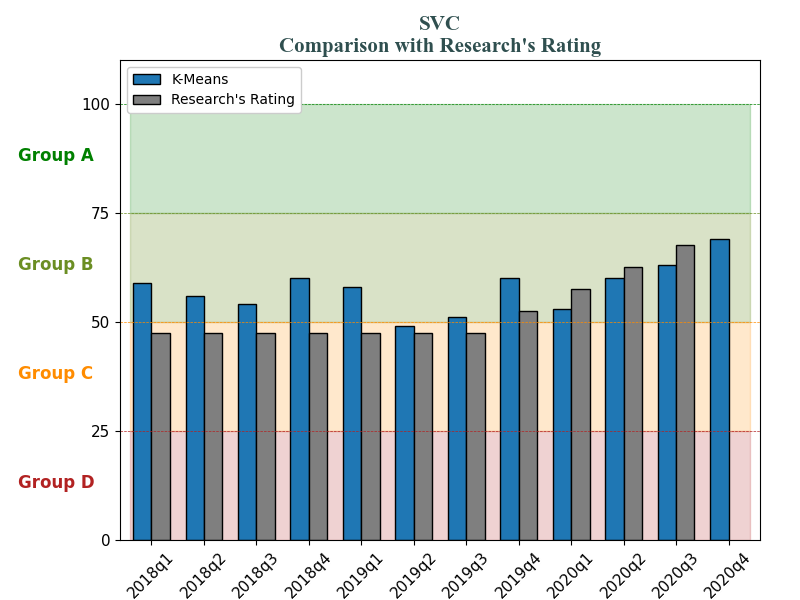 SVC
Comparison with Research's Rating
K-Means
Research's Rating
100
Group A
75
Group B
50
Group C
25
Group D
0
2018q1
2018q2
2018q3
2018q4
2019q1
2019q2
2019q3
2019q4
2020q1
2020q2
2020q3
2020q4